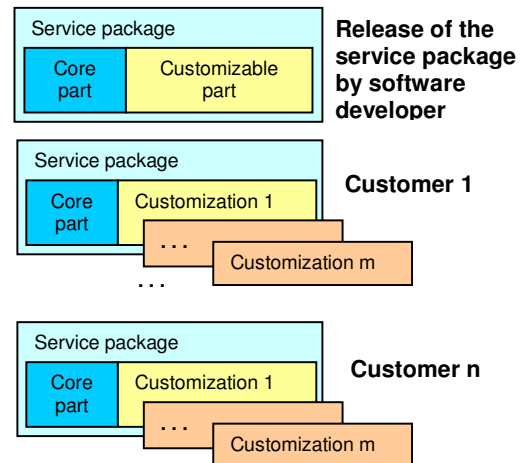 Service package
Core
part
Customizable
part
Release of the
service package
by software
developer
Service package
Core
part
Customization 1
. . .
Customization m
Customer 1
. . .
Service package
Core
part
Customization 1
. . .
Customization m
Customer n